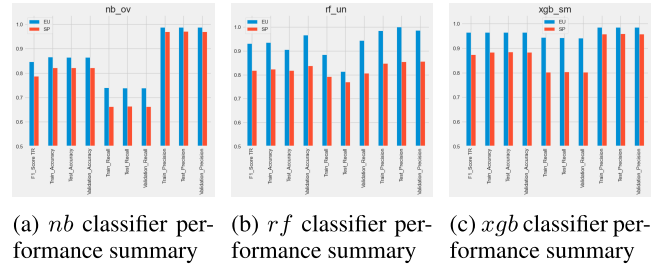 nb_ov
EU
SP
1.0
0.9
0.8
0.7
0.6
0.5
F1_Score TR
Train_Accuracy
Test_Accuracy
Validation_Accuracy
Train_Recall
Test_Recall
Validation_Recall
Train_Precision
Test_Precision
Validation_Precision
rf_un
EU
SP
1.0
0.9
0.8
0.7
0.6
0.5
F1_Score TR
Train_Accuracy
Test_Accuracy
Validation_Accuracy
Train_Recall
Test_Recall
Validation_Recall
Train_Precision
Test_Precision
Validation_Precision
xgb_sm
EU
SP
1.0
0.9
0.8
0.7
0.6
0.5
F1_Score TR
Train_Accuracy
Test_Accuracy
Validation_Accuracy
Train_Recall
Test_Recall
Validation_Recall
Train_Precision
Test_Precision
Validation_Precision
(a) nb classifier per-
formance summary
(b) rf classifier per-
formance summary
(c) xgb classifier per-
formance summary